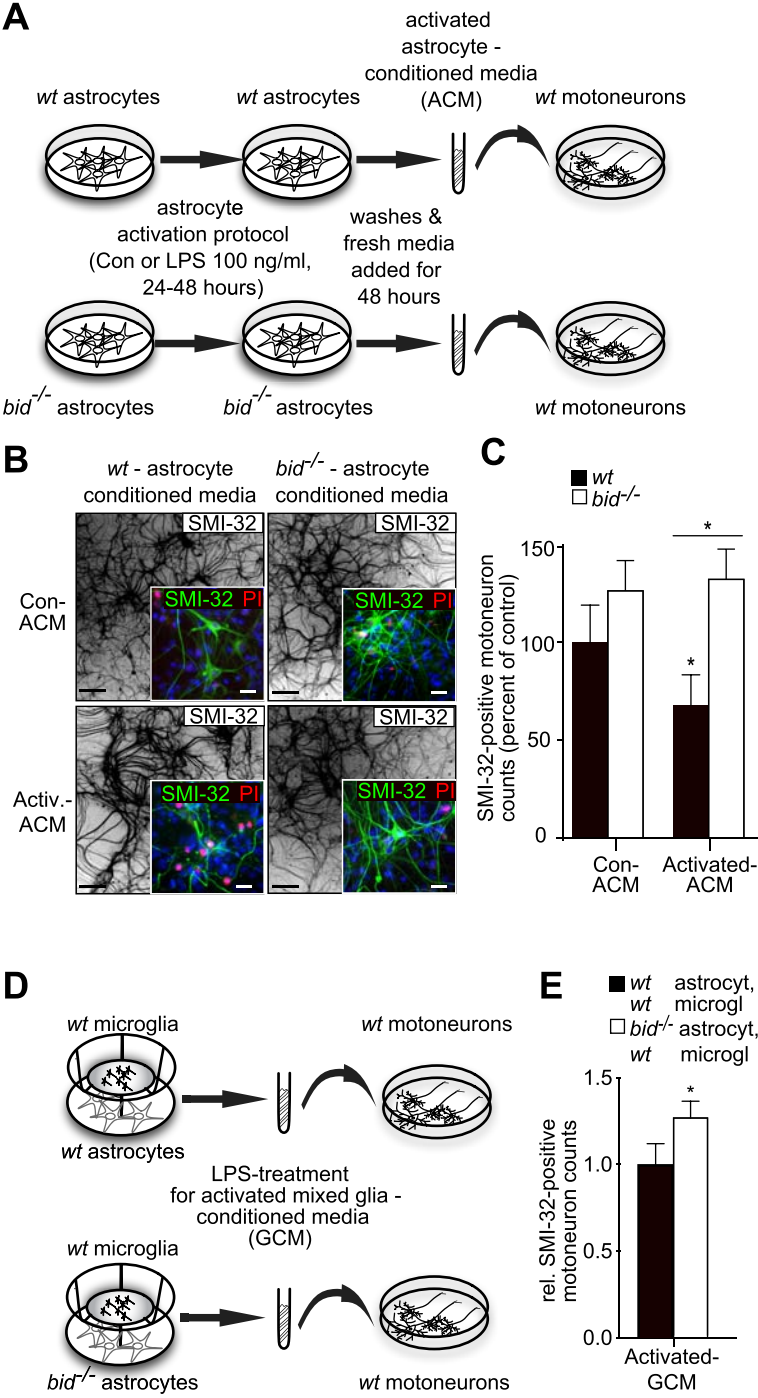 A
activated
astrocyte -
conditioned media
(ACM)
wt astrocytes
wt astrocytes
wt motoneurons
astrocyte
activation protocol
(Con or LPS 100 ng/ml,
24-48 hours)
washes &
fresh media
added for
48 hours
bid-/- astrocytes
bid-/- astrocytes
wt motoneurons
B
wt - astrocyte
conditioned media
bid-/- - astrocyte
conditioned media
Con-
ACM
SMI-32
SMI-32 PI
SMI-32
SMI-32 PI
Activ.-
ACM
SMI-32
SMI-32 PI
SMI-32
SMI-32 PI
C
wt
bid-/-
SMI-32-positive motoneuron
counts (percent of control)
150
100
50
0
*
*
Con-
ACM
Activated-
ACM
D
wt microglia
wt motoneurons
wt astrocytes
LPS-treatment
for activated mixed glia -
conditioned media
(GCM)
wt microglia
bid-/- astrocytes
wt motoneurons
E
wt astrocyt,
wt microgl
bid-/- astrocyt,
wt microgl
rel. SMI-32-positive
motoneuron counts
1.5
1.0
0.5
0.0
*
Activated-
GCM